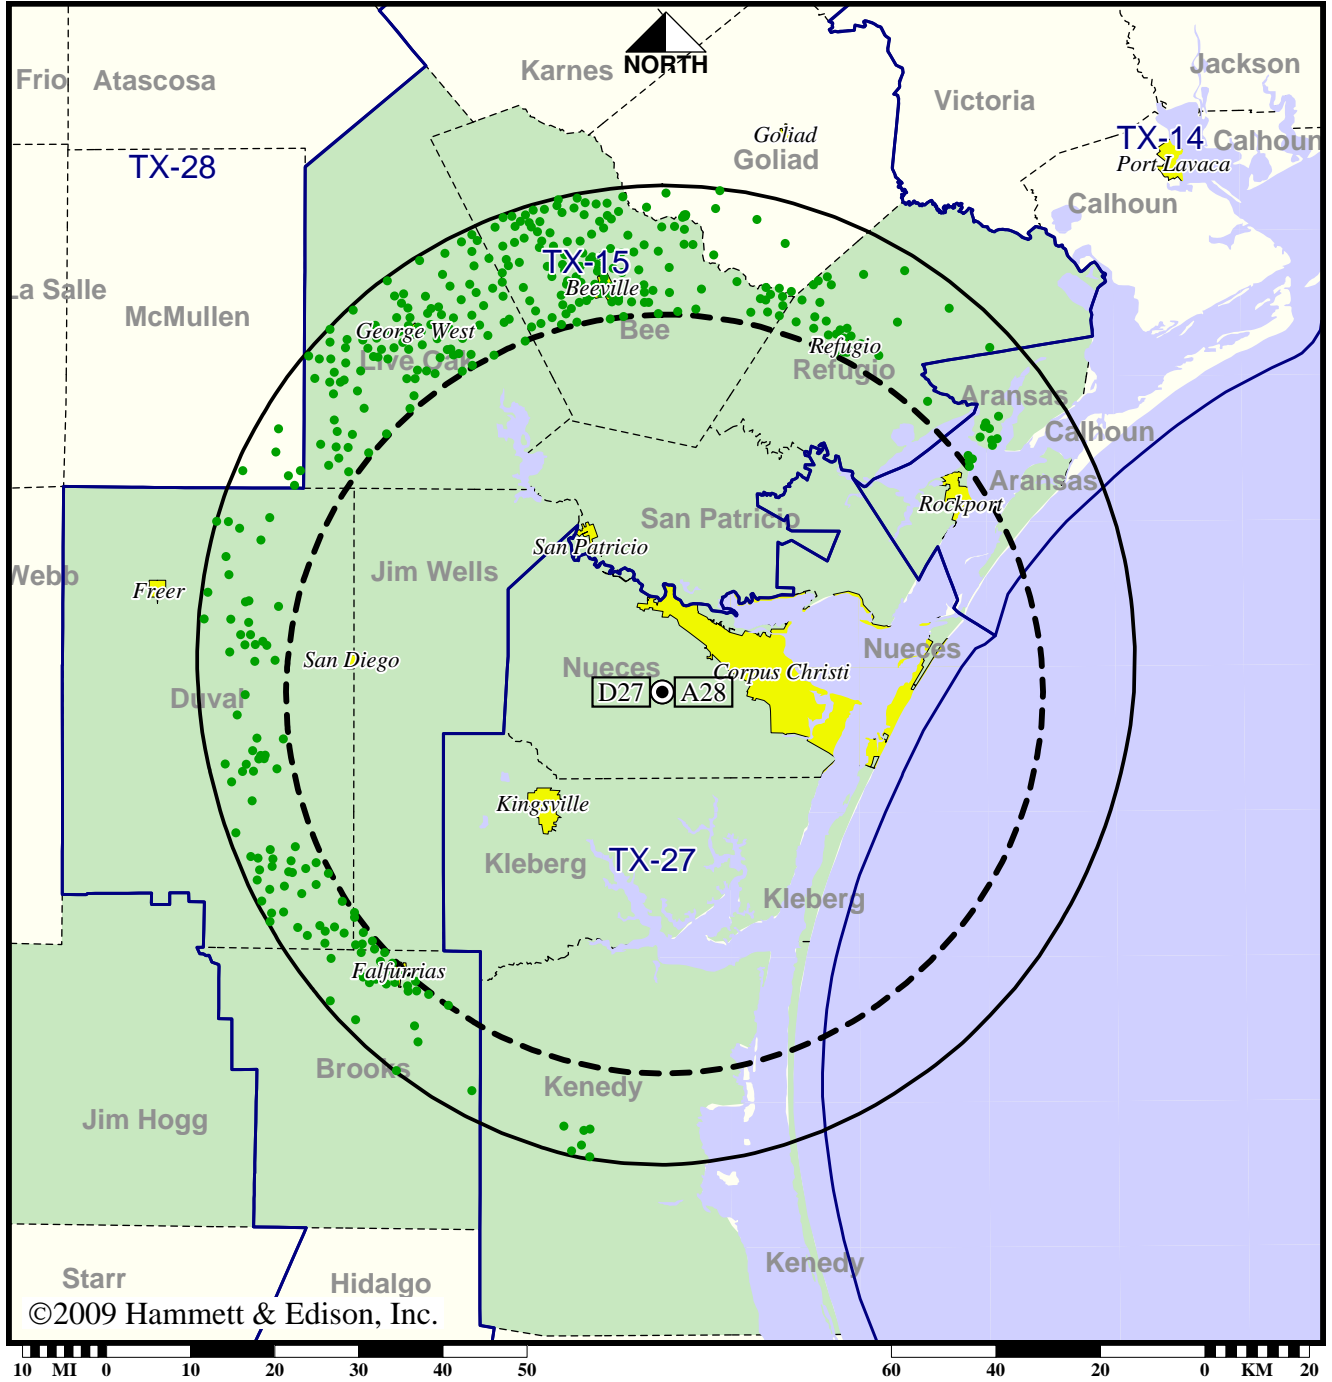 Frio
Atascosa
Karnes
NORTH
Victoria
Jackson
TX-28
Goliad
Goliad
TX-14
Calhoun
Port Lavaca
Calhoun
La Salle
McMullen
TX-15
Beeville
George West
Bee
Live Oak
Refugio
Refugio
Aransas
Calhoun
Aransas
Rockport
San Patricio
San Patricio
Webb
Freer
Jim Wells
San Diego
Nueces
Nueces
Corpus Christi
D27
A28
Duval
Kingsville
Kleberg
TX-27
Kleberg
Falfurrias
Brooks
Kenedy
Jim Hogg
Kenedy
Starr
Hidalgo
©2009 Hammett & Edison, Inc.
10 MI 0 10 20 30 40 50 60 40 20 0 KM 20